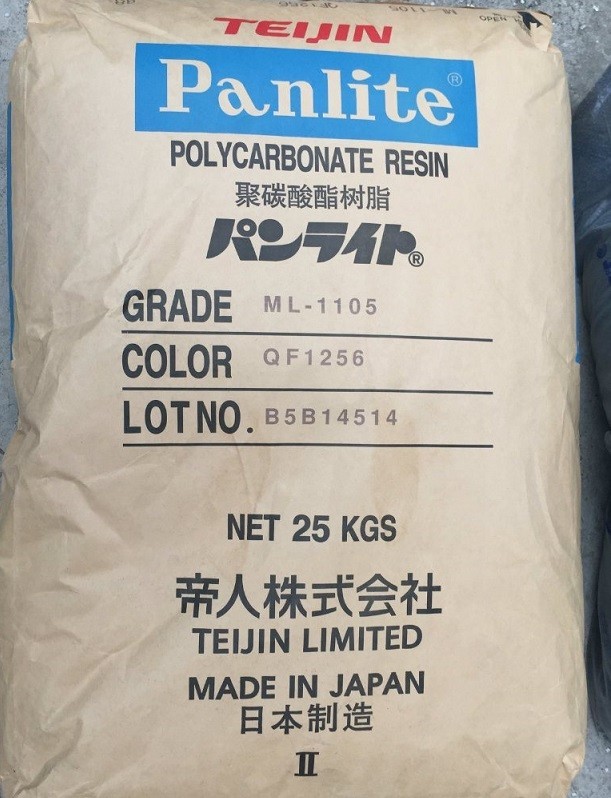 TEIJIN
Panlite®
POLYCARBONATE RESIN
聚碳酸酯树脂
パンライト®
GRADE ML-1105
COLOR QF1256
LOT NO. B5B14514
NET 25 KGS
帝人株式会社
TEIJIN LIMITED
MADE IN JAPAN
日本制造
II